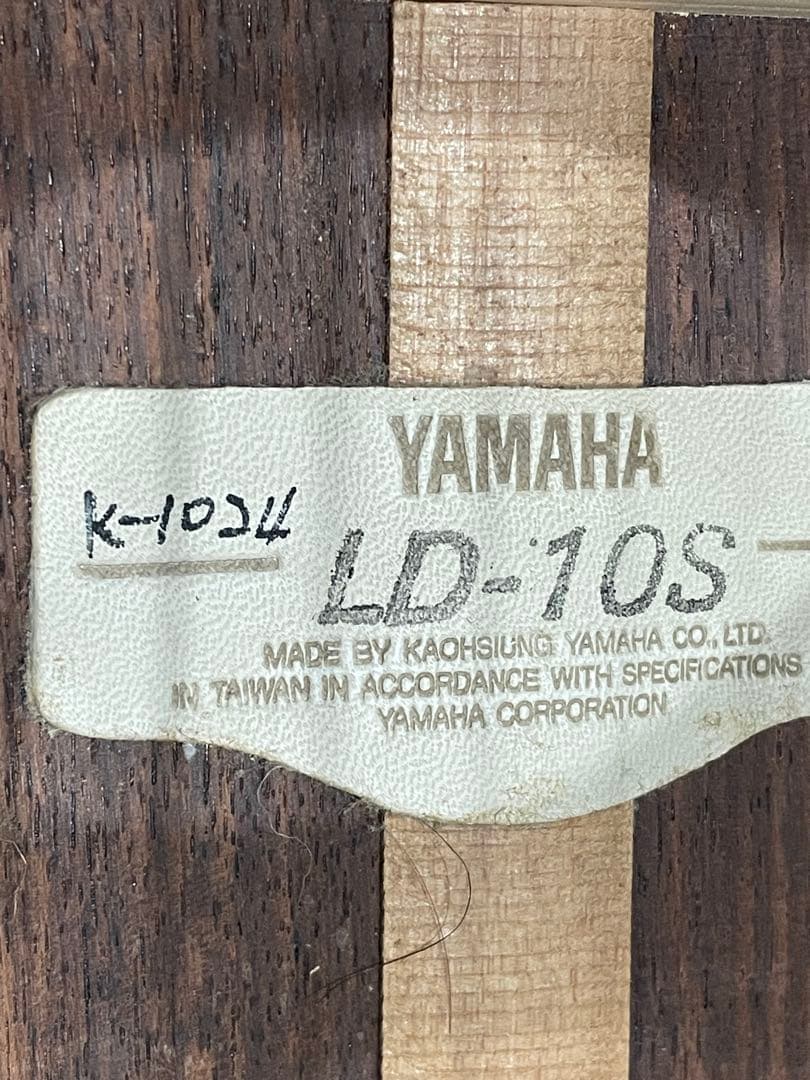 YAMAHA
K-1024
LD-10S
MADE BY KAOHSIUNG YAMAHA CO., LTD.
IN TAIWAN IN ACCORDANCE WITH SPECIFICATIONS
YAMAHA CORPORATION